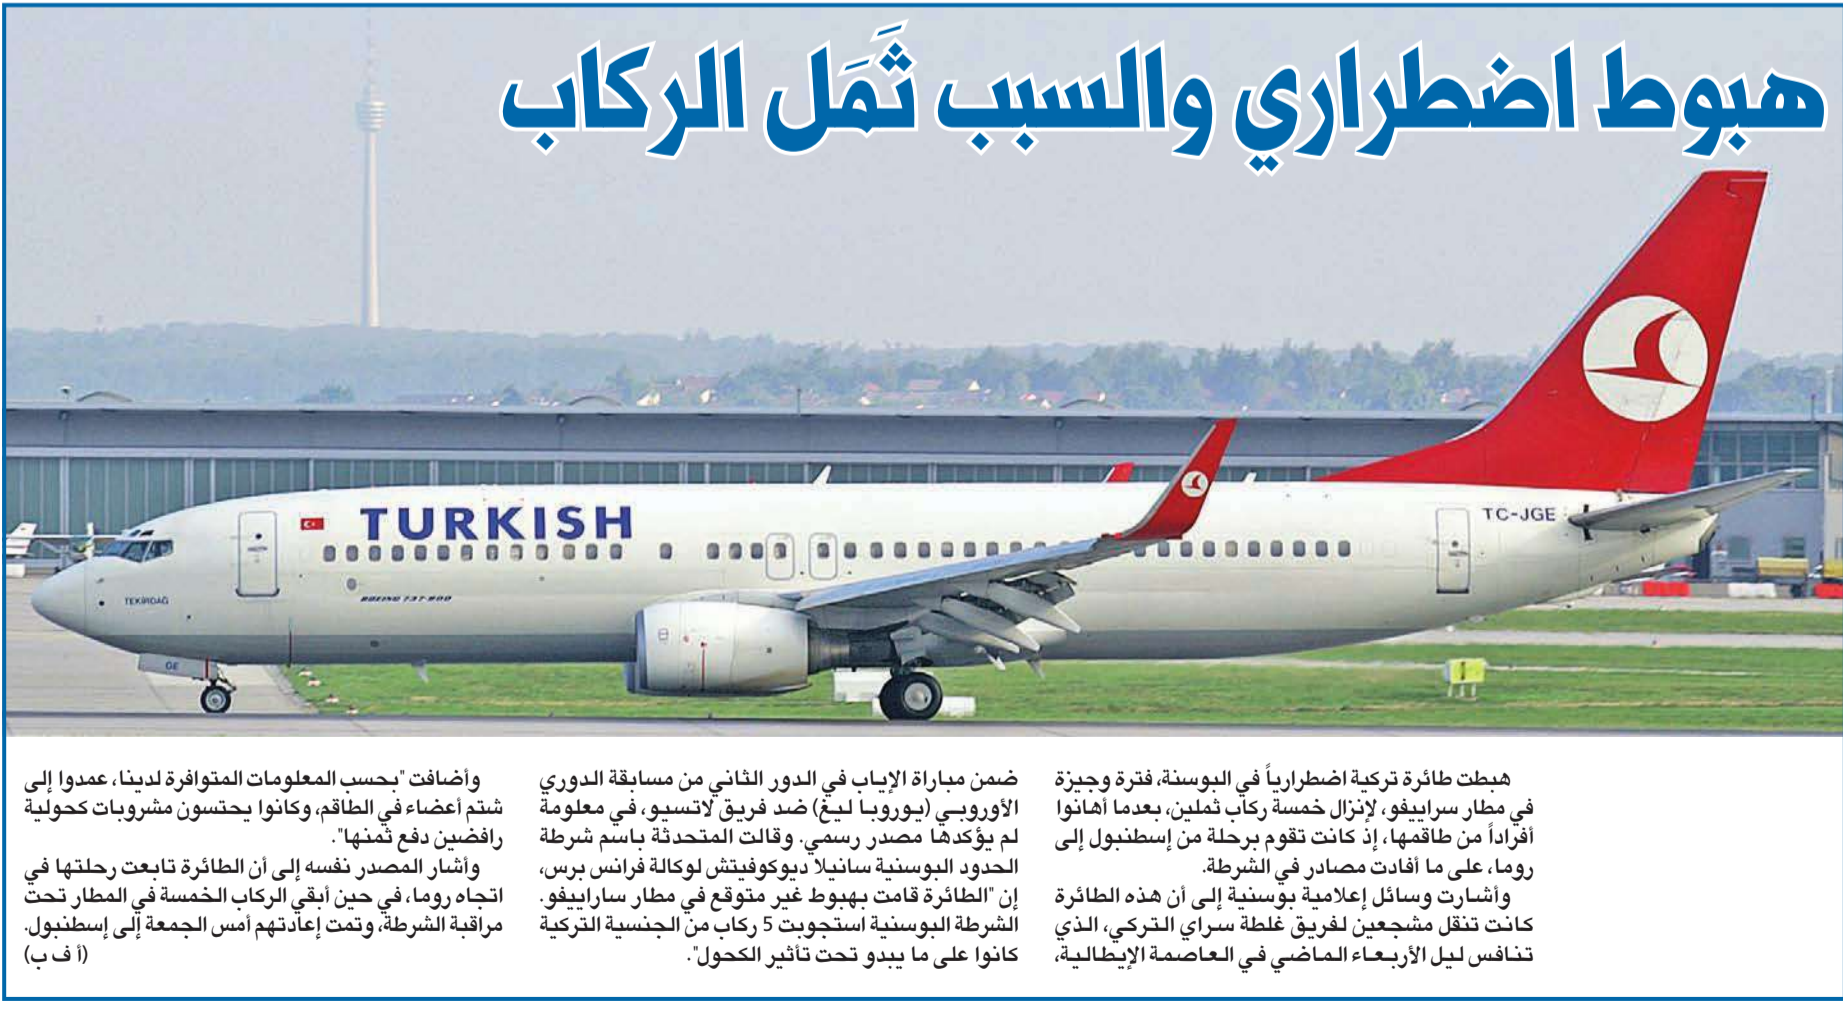 هبوط اضطراري والسبب ثَمَل الركاب
TURKISH
TC-JGE
TEKİRDAĞ
BOEING 737-800
GE
هبطت طائرة تركية اضطرارياً في البوسنة، فترة وجيزة
في مطار سراييفو، لإنزال خمسة ركاب ثملين، بعدما أهانوا
أفراداً من طاقمها، إذ كانت تقوم برحلة من إسطنبول إلى
روما، على ما أفادت مصادر في الشرطة.
وأشارت وسائل إعلامية بوسنية إلى أن هذه الطائرة
كانت تنقل مشجعين لفريق غلطة سراي التركي، الذي
تنافس ليل الأربعاء الماضي في العاصمة الإيطالية،
ضمن مباراة الإياب في الدور الثاني من مسابقة الدوري
الأوروبي (يوروبا ليغ) ضد فريق لاتسيو، في معلومة
لم يؤكدها مصدر رسمي. وقالت المتحدثة باسم شرطة
الحدود البوسنية سانيلا ديوكوفيتش لوكالة فرانس برس،
إن "الطائرة قامت بهبوط غير متوقع في مطار ساراييفو.
الشرطة البوسنية استجوبت 5 ركاب من الجنسية التركية
كانوا على ما يبدو تحت تأثير الكحول".
وأضافت "بحسب المعلومات المتوافرة لدينا، عمدوا إلى
شتم أعضاء في الطاقم، وكانوا يحتسون مشروبات كحولية
رافضين دفع ثمنها".
وأشار المصدر نفسه إلى أن الطائرة تابعت رحلتها في
اتجاه روما، في حين أبقي الركاب الخمسة في المطار تحت
مراقبة الشرطة، وتمت إعادتهم أمس الجمعة إلى إسطنبول.
(أ ف ب)